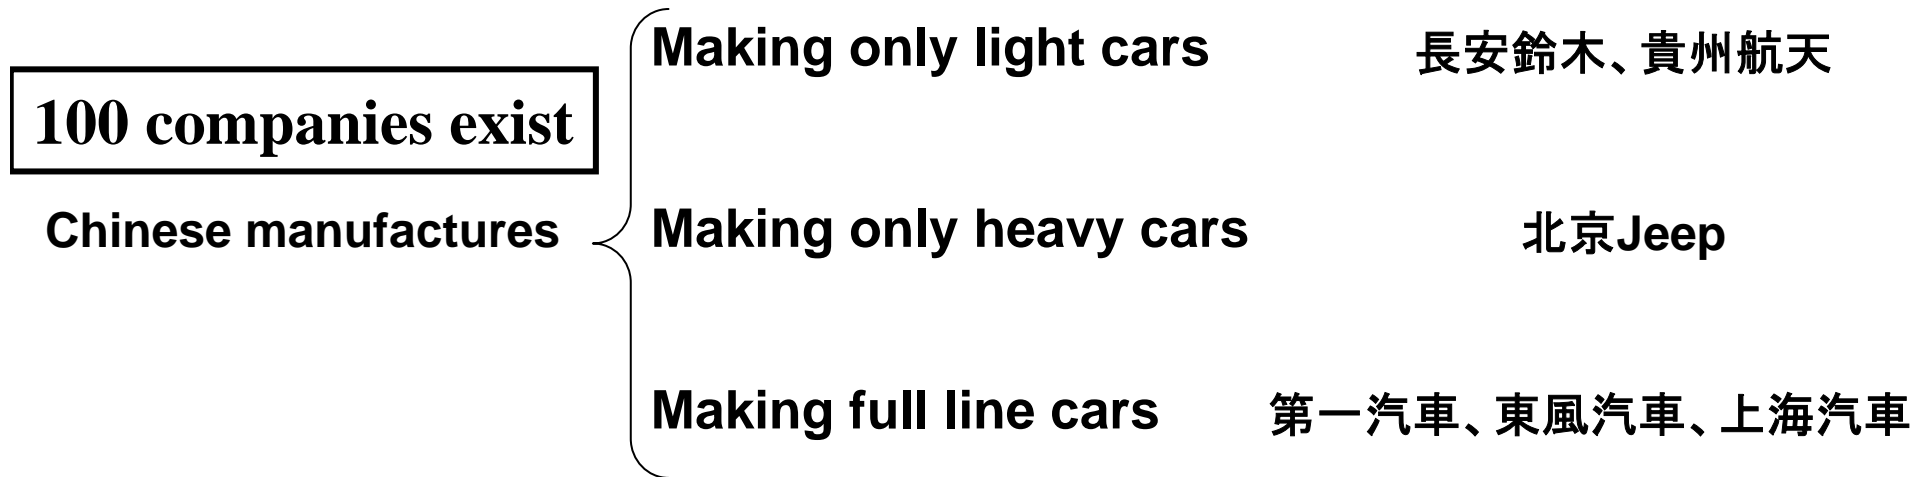 Making only light cars 長安鈴木、貴州航天
100 companies exist
Chinese manufactures
Making only heavy cars 北京Jeep
Making full line cars 第一汽車、東風汽車、上海汽車